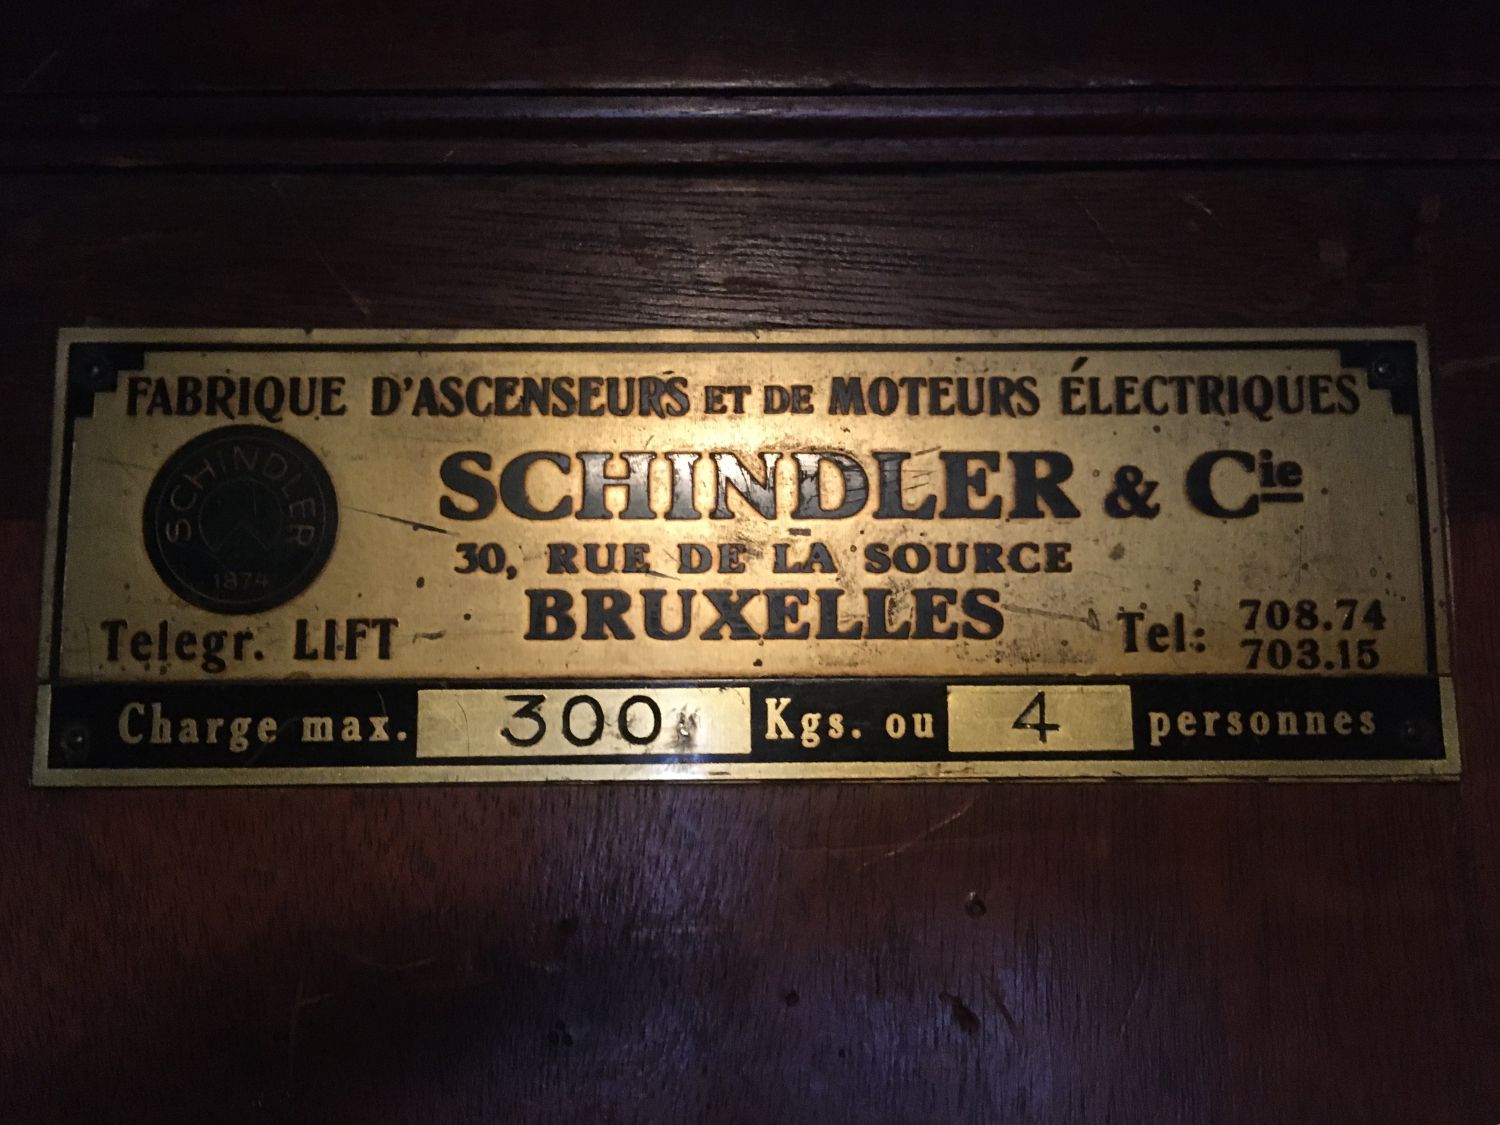 FABRIQUE D'ASCENSEURS ET DE MOTEURS ÉLECTRIQUES
SCHINDLER
1874
SCHINDLER & Cie
30, RUE DE LA SOURCE
BRUXELLES
Telegr. LIFT
Tel: 708.74
703.15
Charge max. 300 Kgs. ou 4 personnes